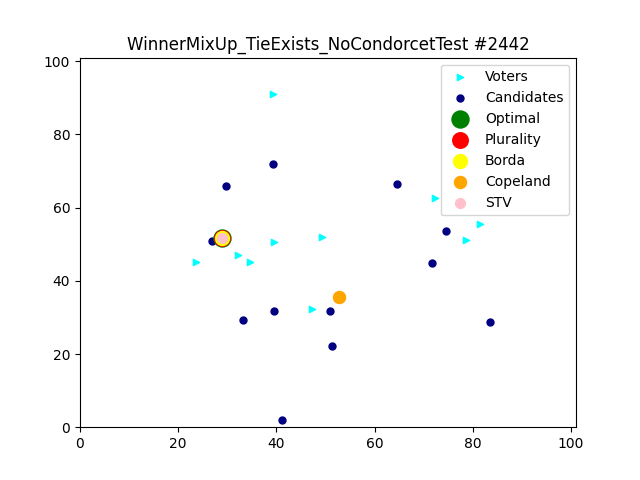 WinnerMixUp_TieExists_NoCondorcetTest #2442
100
80
60
40
20
0
0 20 40 60 80 100
Voters
Candidates
Optimal
Plurality
Borda
Copeland
STV